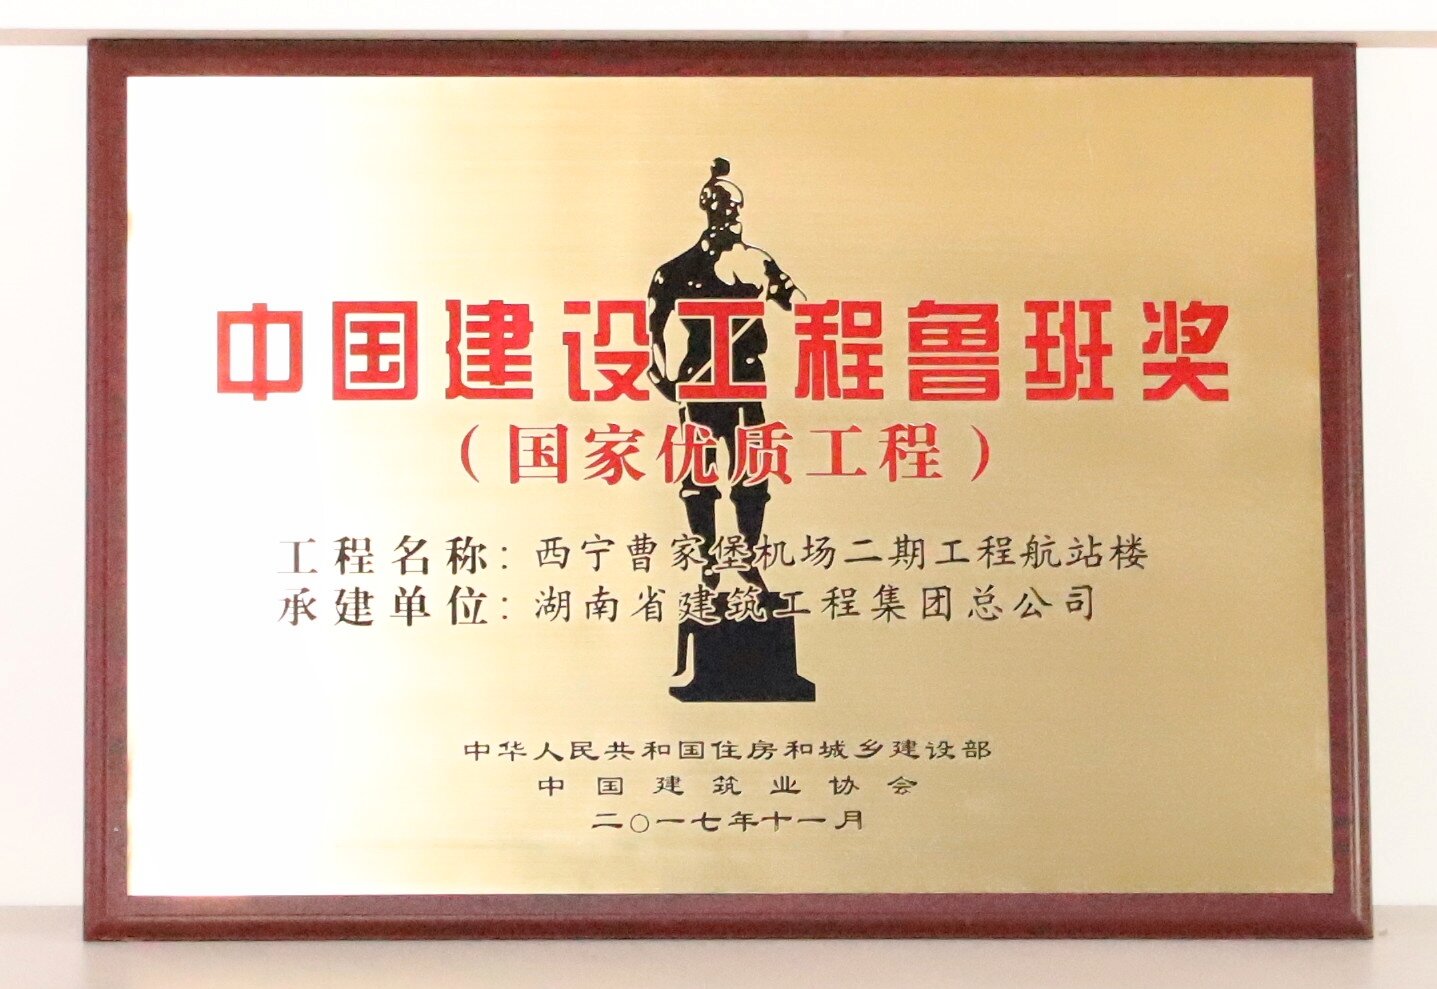 中国建设工程鲁班奖
（国家优质工程）
工程名称：西宁曹家堡机场二期工程航站楼
承建单位：湖南省建筑工程集团总公司
中华人民共和国住房和城乡建设部
中国建筑业协会
二〇一七年十一月